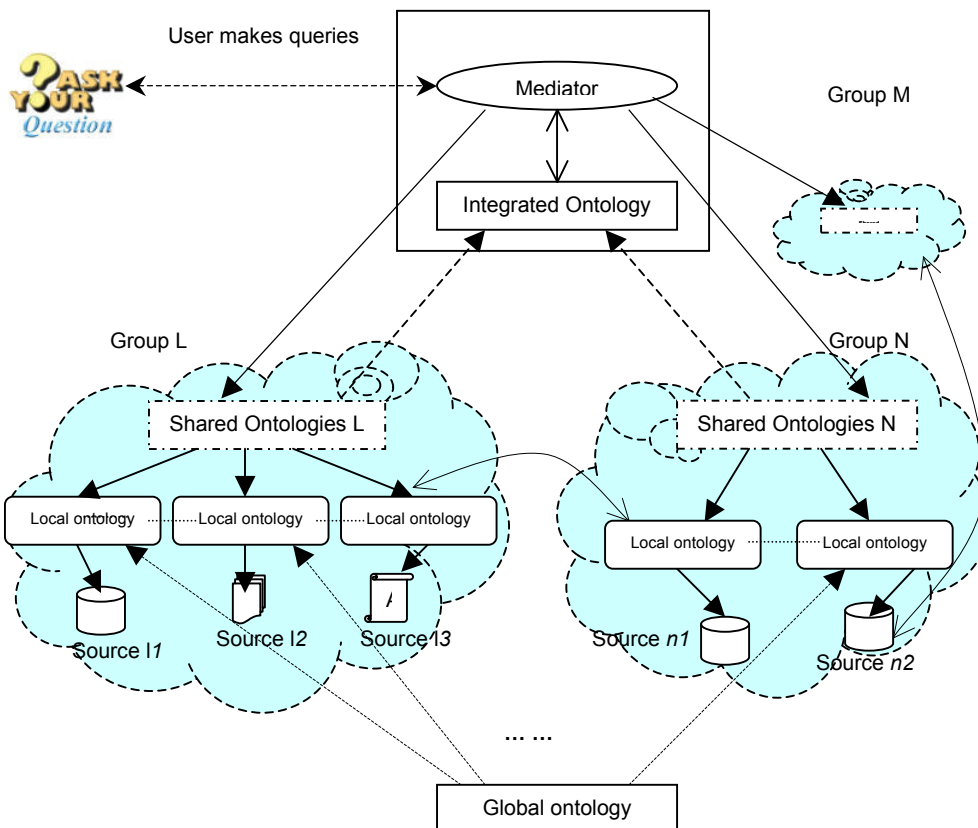 User makes queries
?ASK
YOUR
Question
Mediator
Group M
Integrated Ontology
Group L
Group N
Shared Ontologies L
Shared Ontologies N
Local ontology
Local ontology
Local ontology
Local ontology
Local ontology
A
Source l1
Source l2
Source l3
Source n1
Source n2
... ...
Global ontology